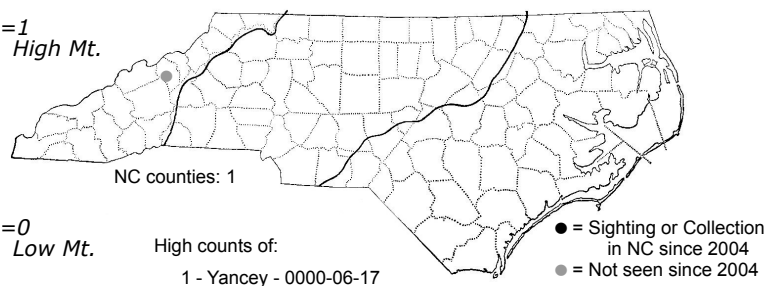 =1
High Mt.
NC counties: 1
=0
Low Mt.
High counts of:
1 - Yancey - 0000-06-17
● = Sighting or Collection
in NC since 2004
● = Not seen since 2004